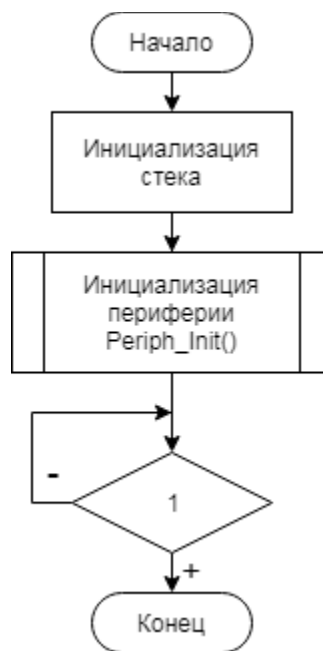 Начало
Инициализация
стека
Инициализация
периферии
Periph_Init()
-
1
+
Конец